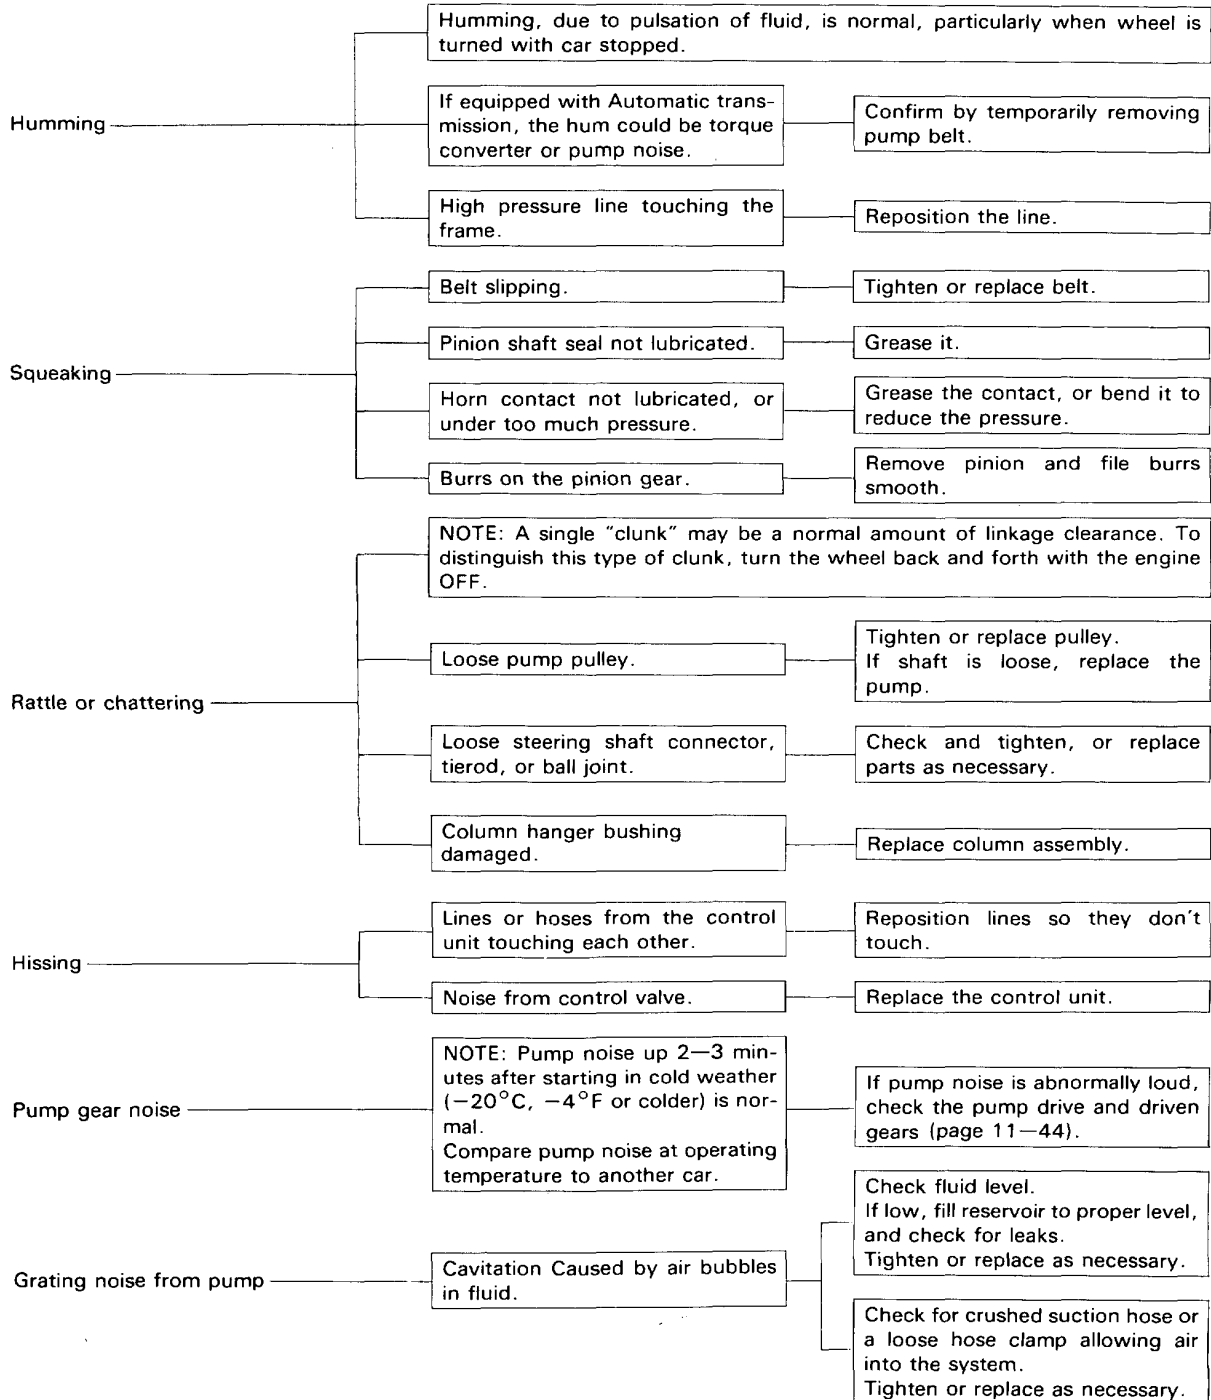 Humming
Humming, due to pulsation of fluid, is normal, particularly when wheel is
turned with car stopped.
If equipped with Automatic trans-
mission, the hum could be torque
converter or pump noise.
Confirm by temporarily removing
pump belt.
High pressure line touching the
frame.
Reposition the line.
Squeaking
Belt slipping.
Tighten or replace belt.
Pinion shaft seal not lubricated.
Grease it.
Horn contact not lubricated, or
under too much pressure.
Grease the contact, or bend it to
reduce the pressure.
Burrs on the pinion gear.
Remove pinion and file burrs
smooth.
Rattle or chattering
NOTE: A single "clunk" may be a normal amount of linkage clearance. To
distinguish this type of clunk, turn the wheel back and forth with the engine
OFF.
Loose pump pulley.
Tighten or replace pulley.
If shaft is loose, replace the
pump.
Loose steering shaft connector,
tierod, or ball joint.
Check and tighten, or replace
parts as necessary.
Column hanger bushing
damaged.
Replace column assembly.
Hissing
Lines or hoses from the control
unit touching each other.
Reposition lines so they don't
touch.
Noise from control valve.
Replace the control unit.
Pump gear noise
NOTE: Pump noise up 2—3 min-
utes after starting in cold weather
(−20°C, −4°F or colder) is nor-
mal.
Compare pump noise at operating
temperature to another car.
If pump noise is abnormally loud,
check the pump drive and driven
gears (page 11—44).
Grating noise from pump
Cavitation Caused by air bubbles
in fluid.
Check fluid level.
If low, fill reservoir to proper level,
and check for leaks.
Tighten or replace as necessary.
Check for crushed suction hose or
a loose hose clamp allowing air
into the system.
Tighten or replace as necessary.